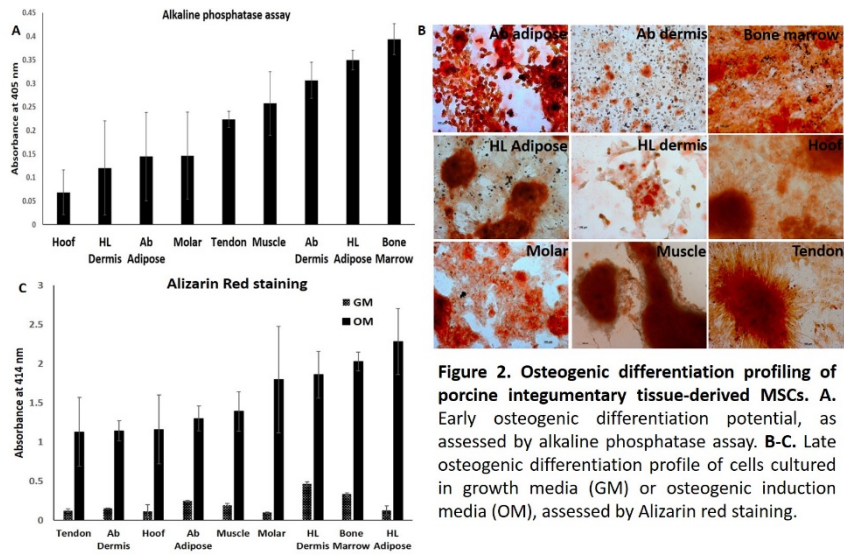 A
Alkaline phosphatase assay
Absorbance at 405 nm
0.45
0.4
0.35
0.3
0.25
0.2
0.15
0.1
0.05
0
Hoof HL Dermis Ab Adipose Molar Tendon Muscle Ab Dermis HL Adipose Bone Marrow
B
Ab adipose Ab dermis Bone marrow
HL Adipose HL dermis Hoof
Molar Muscle Tendon
C
Alizarin Red staining
GM
OM
Absorbance at 414 nm
3
2.5
2
1.5
1
0.5
0
Tendon Ab Dermis Hoof Ab Adipose Muscle Molar HL Dermis Bone Marrow HL Adipose
Figure 2. Osteogenic differentiation profiling of
porcine integumentary tissue-derived MSCs. A.
Early osteogenic differentiation potential, as
assessed by alkaline phosphatase assay. B-C. Late
osteogenic differentiation profile of cells cultured
in growth media (GM) or osteogenic induction
media (OM), assessed by Alizarin red staining.